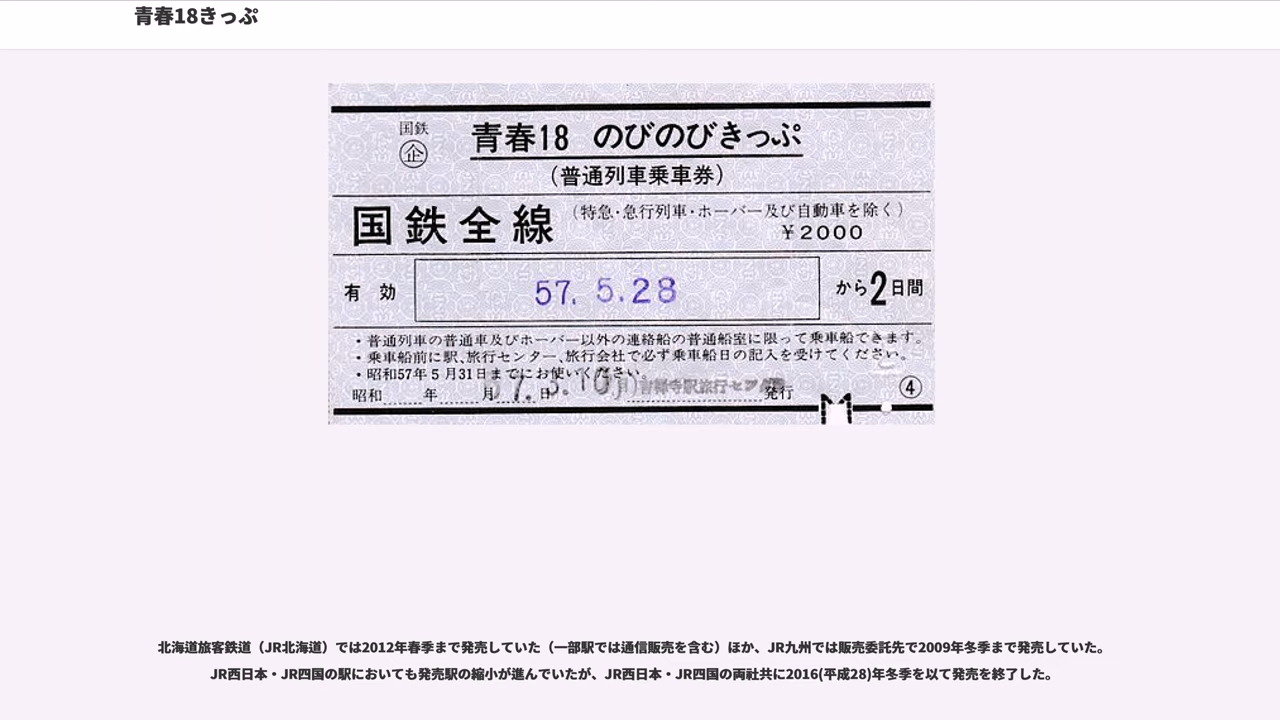 青春18きっぷ
国鉄
企
青春18 のびのびきっぷ
(普通列車乗車券)
国鉄全線
(特急・急行列車・ホーバー及び自動車を除く)
¥2000
有効
57. 5.28
から2日間
・普通列車の普通車及びホーバー以外の連絡船の普通船室に限って乗車船できます。
・乗車船前に駅、旅行センター、旅行会社で必ず乗車船日の記入を受けてください。
・昭和57年5月31日までにお使いください。
昭和 年 月 日 発行
④
北海道旅客鉄道（JR北海道）では2012年春季まで発売していた（一部駅では通信販売を含む）ほか、JR九州では販売委託先で2009年冬季まで発売していた。
JR西日本・JR四国の駅においても発売駅の縮小が進んでいたが、JR西日本・JR四国の両社共に2016(平成28)年冬季を以て発売を終了した。